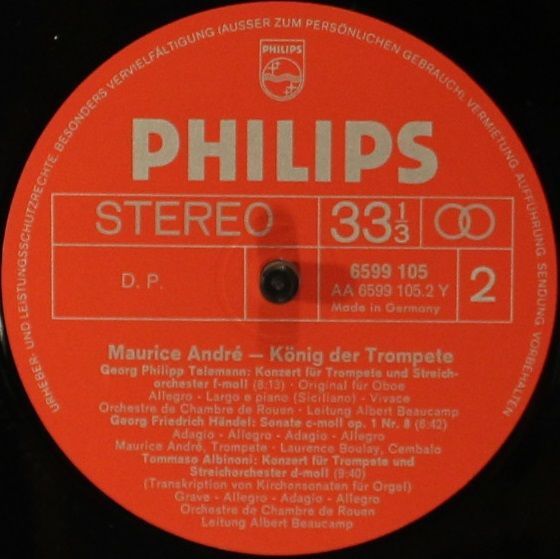 URHEBER- UND LEISTUNGSSCHUTZRECHTE, BESONDERS VERVIELFÄLTIGUNG (AUSSER ZUM PERSÖNLICHEN GEBRAUCH), VERMIETUNG, AUFFÜHRUNG, SENDUNG, VORBEHALTEN
PHILIPS
PHILIPS
STEREO
33 1/3
D. P.
6599 105
AA 6599 105.2 Y
Made in Germany
2
Maurice André — König der Trompete
Georg Philipp Telemann: Konzert für Trompete und Streich-
orchester f-moll (8:13) · Original für Oboe
Allegro - Largo e piano (Siciliano) - Vivace
Orchestre de Chambre de Rouen - Leitung Albert Beaucamp
Georg Friedrich Händel: Sonate c-moll op. 1 Nr. 8 (6:42)
Adagio - Allegro - Adagio - Allegro
Maurice André, Trompete · Laurence Boulay, Cembalo
Tommaso Albinoni: Konzert für Trompete und
Streichorchester d-moll (9:40)
(Transkription von Kirchensonaten für Orgel)
Grave - Allegro - Adagio - Allegro
Orchestre de Chambre de Rouen
Leitung Albert Beaucamp